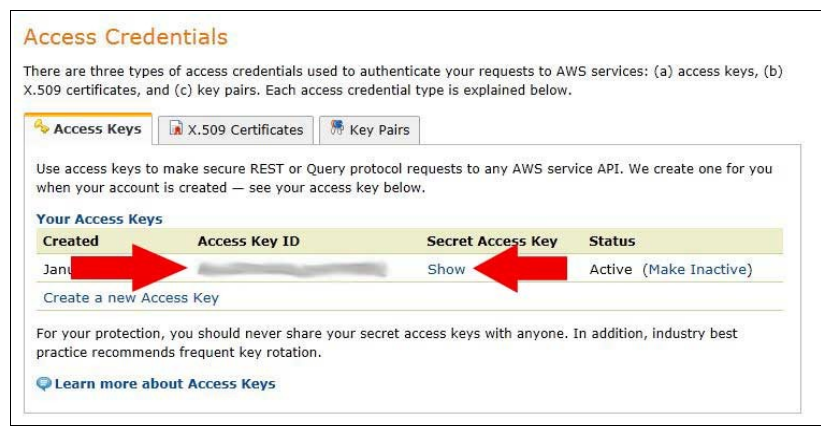 Access Credentials
There are three types of access credentials used to authenticate your requests to AWS services: (a) access keys, (b)
X.509 certificates, and (c) key pairs. Each access credential type is explained below.
Access Keys X.509 Certificates Key Pairs
Use access keys to make secure REST or Query protocol requests to any AWS service API. We create one for you
when your account is created — see your access key below.
Your Access Keys
Created Access Key ID Secret Access Key Status
Show Active (Make Inactive)
Create a new Access Key
For your protection, you should never share your secret access keys with anyone. In addition, industry best
practice recommends frequent key rotation.
Learn more about Access Keys